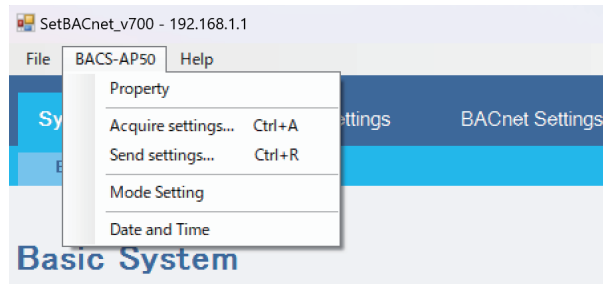 SetBACnet_v700 - 192.168.1.1
File BACS-AP50 Help
Property
Sy ettings BACnet Settings
Acquire settings... Ctrl+A
Send settings... Ctrl+R
Mode Setting
Date and Time
Basic System